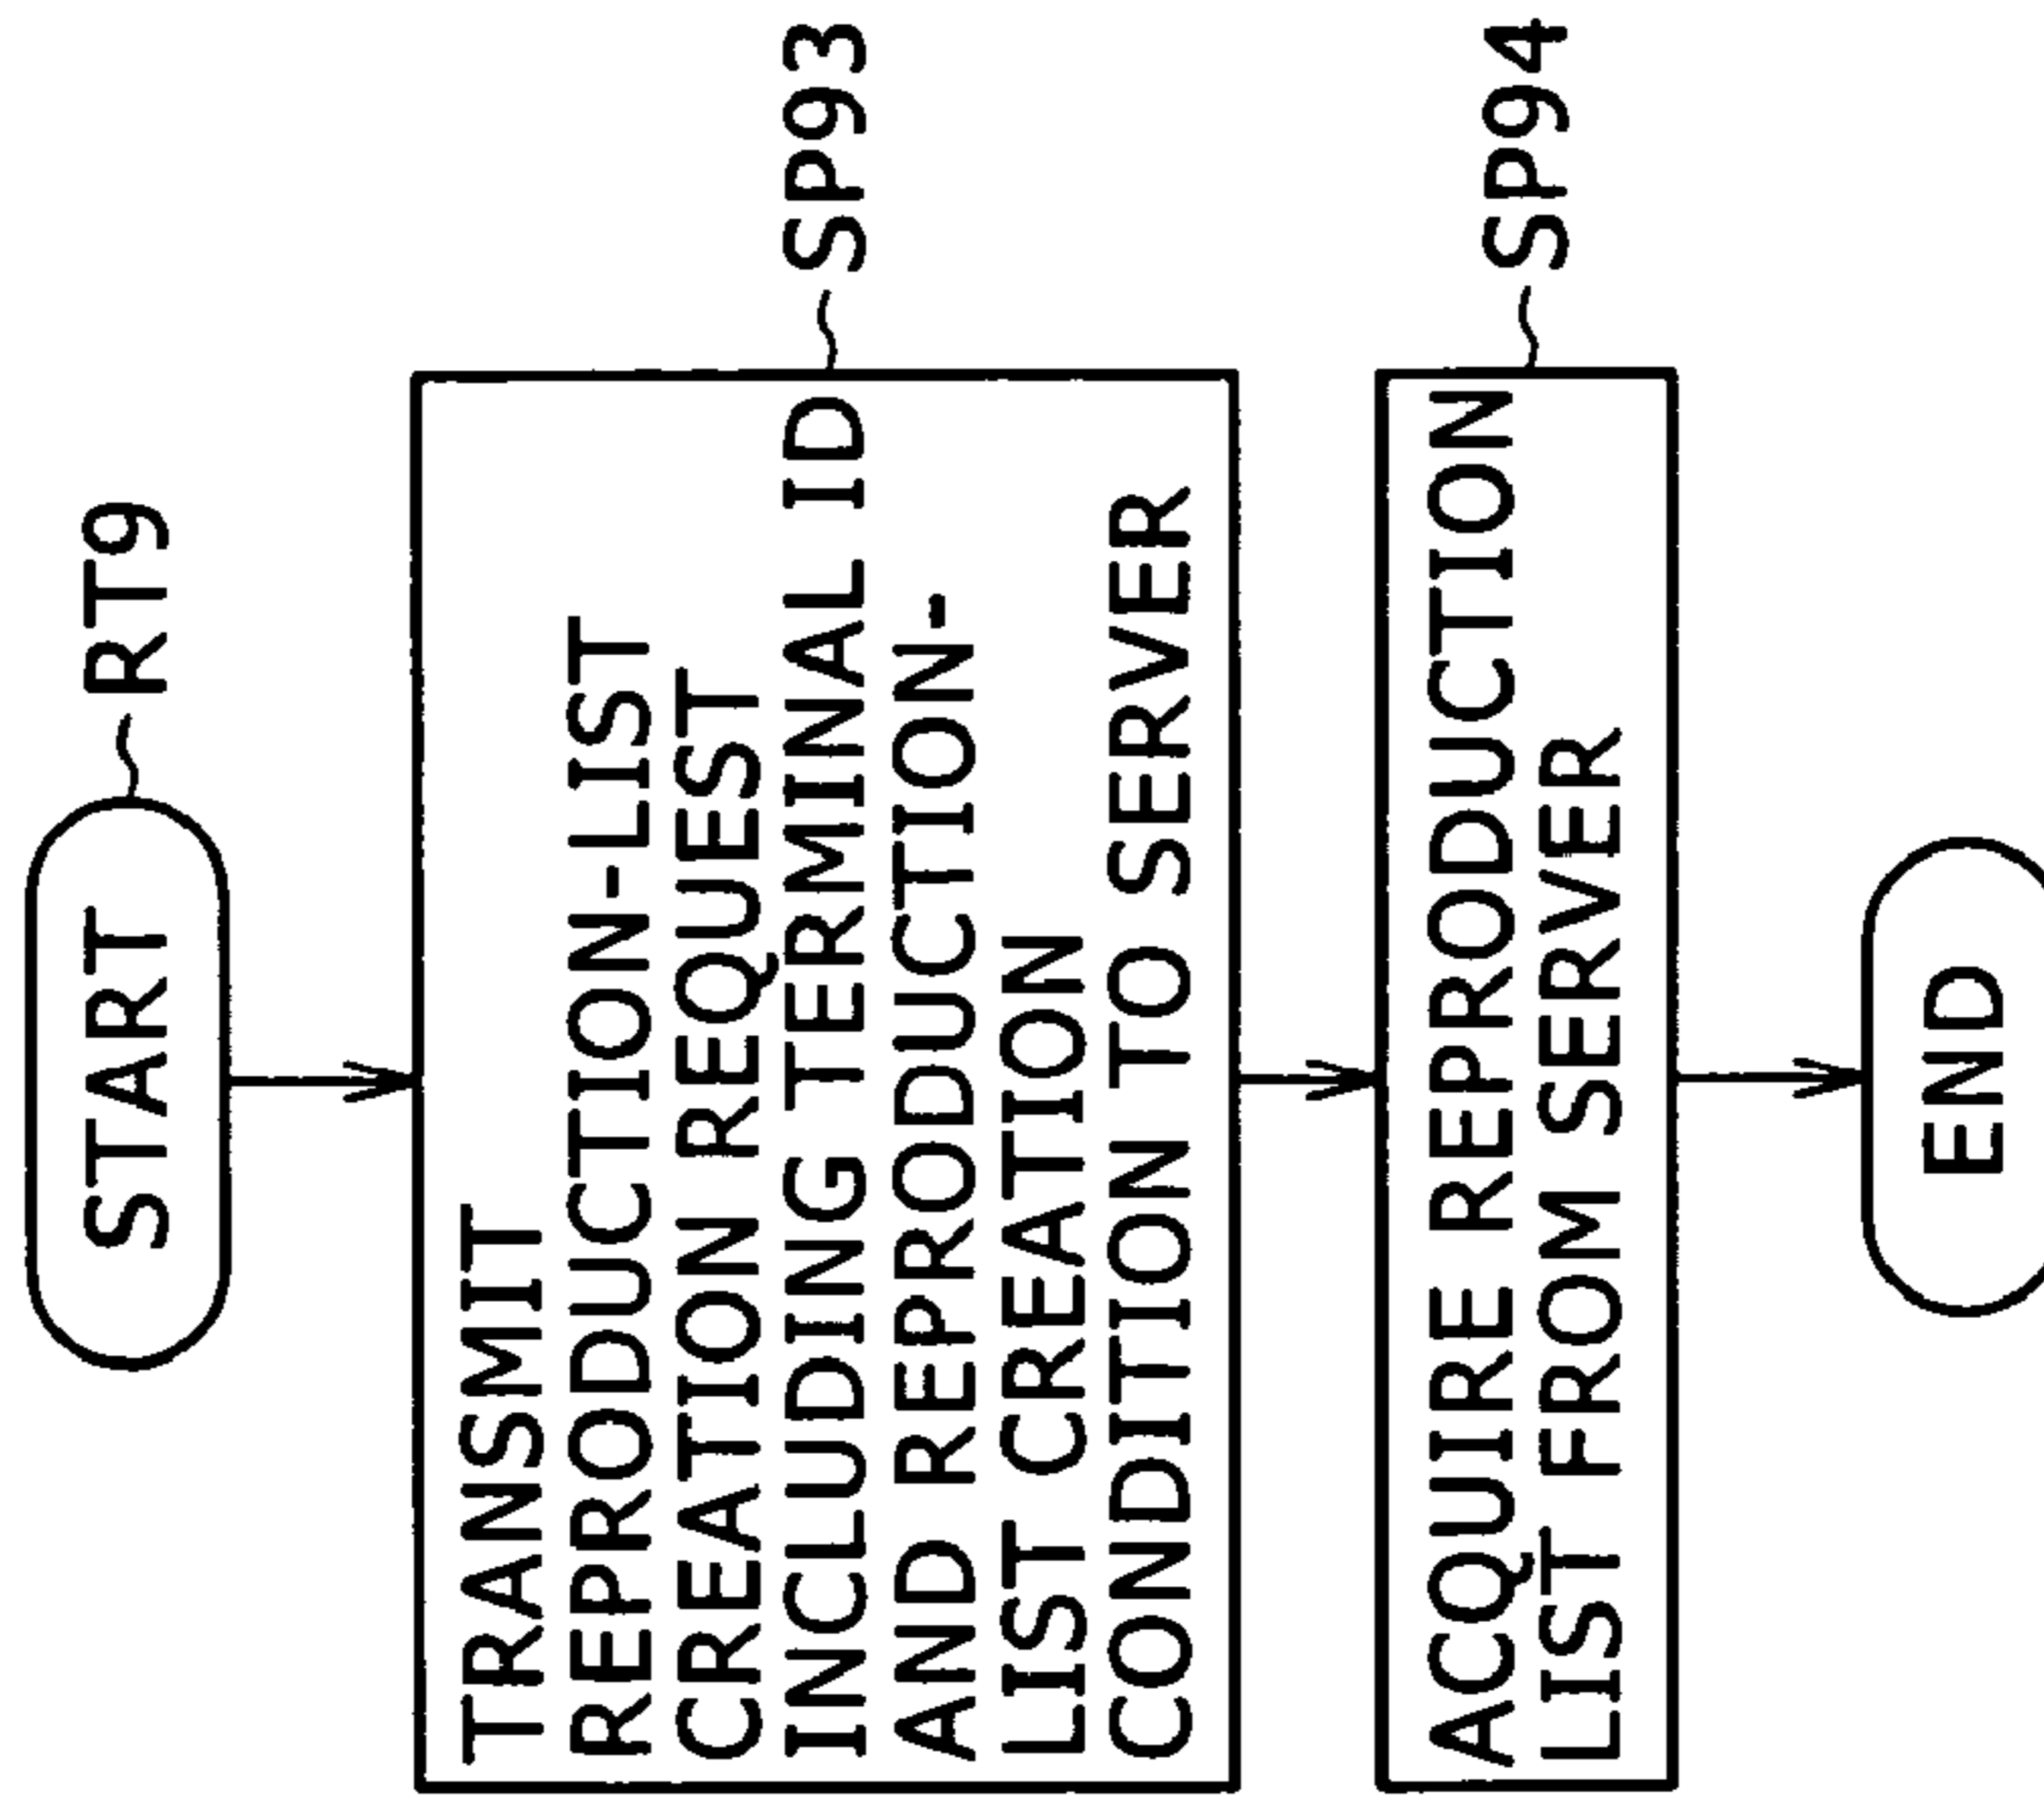 START RT9
TRANSMIT
REPRODUCTION-LIST
CREATION REQUEST
INCLUDING TERMINAL ID
AND REPRODUCTION-
LIST CREATION
CONDITION TO SERVER
SP93
ACQUIRE REPRODUCTION
LIST FROM SERVER
SP94
END